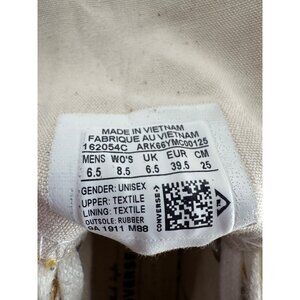 MADE IN VIETNAM
FABRIQUE AU VIETNAM
162054C ARK66YMC00125
MENS WO'S UK EUR CM
6.5 8.5 6.5 39.5 25
GENDER: UNISEX
UPPER: TEXTILE
LINING: TEXTILE
OUTSOLE: RUBBER
9A 1911 M88
CONVERSE